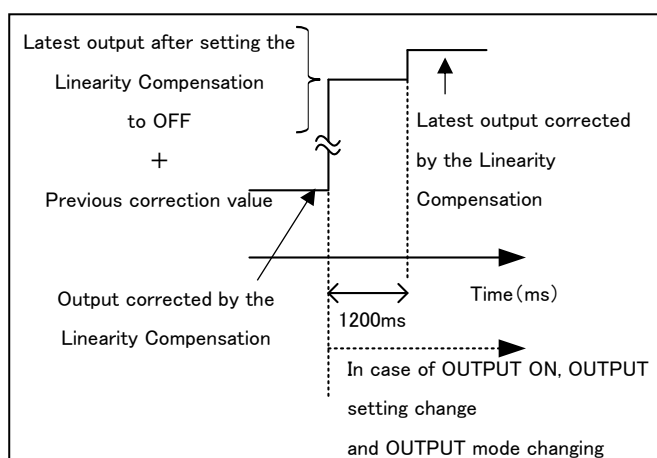 Latest output after setting the
Linearity Compensation
to OFF
+
Previous correction value
Latest output corrected
by the Linearity
Compensation
Output corrected by the
Linearity Compensation
1200ms
Time(ms)
In case of OUTPUT ON, OUTPUT
setting change
and OUTPUT mode changing